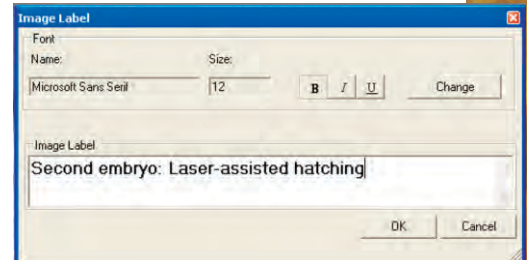 Image Label
Font
Name: Size:
Microsoft Sans Serif 12 B I U Change
Image Label
Second embryo: Laser-assisted hatching
OK Cancel